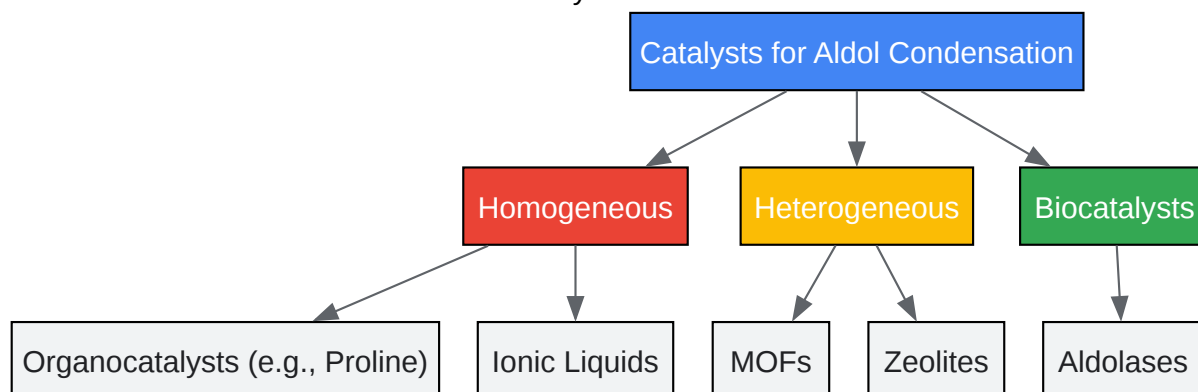 Catalysts for Aldol Condensation
Homogeneous
Heterogeneous
Biocatalysts
Organocatalysts (e.g., Proline)
Ionic Liquids
MOFs
Zeolites
Aldolases